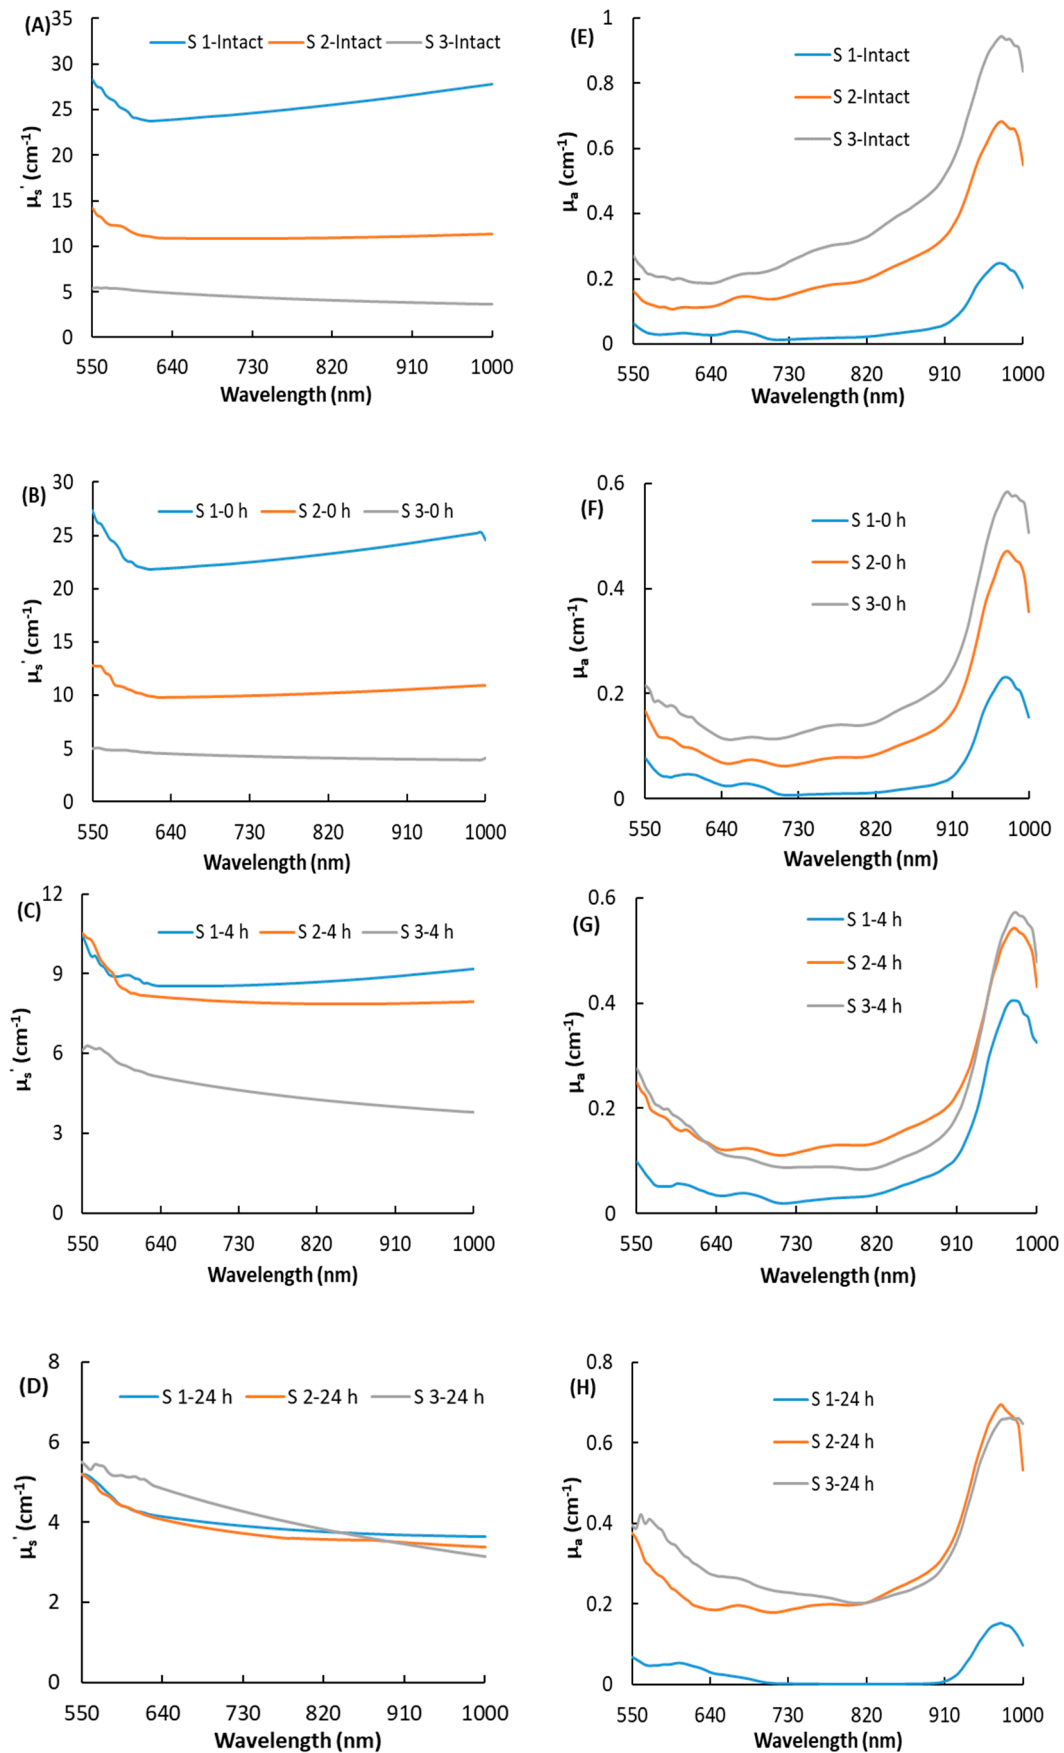 (A)
35
30
25
20
15
10
5
0
S 1-Intact S 2-Intact S 3-Intact
μs' (cm-1)
550 640 730 820 910 1000
Wavelength (nm)
(E)
1
0.8
0.6
0.4
0.2
0
S 1-Intact
S 2-Intact
S 3-Intact
μa (cm-1)
550 640 730 820 910 1000
Wavelength (nm)
(B)
30
25
20
15
10
5
0
S 1-0 h S 2-0 h S 3-0 h
μs' (cm-1)
550 640 730 820 910 1000
Wavelength (nm)
(F)
0.6
0.4
0.2
0
S 1-0 h
S 2-0 h
S 3-0 h
μa (cm-1)
550 640 730 820 910 1000
Wavelength (nm)
(C)
12
9
6
3
0
S 1-4 h S 2-4 h S 3-4 h
μs' (cm-1)
550 640 730 820 910 1000
Wavelength (nm)
(G)
0.6
0.4
0.2
0
S 1-4 h
S 2-4 h
S 3-4 h
μa (cm-1)
550 640 730 820 910 1000
Wavelength (nm)
(D)
8
6
4
2
0
S 1-24 h S 2-24 h S 3-24 h
μs' (cm-1)
550 640 730 820 910 1000
Wavelength (nm)
(H)
0.8
0.6
0.4
0.2
0
S 1-24 h
S 2-24 h
S 3-24 h
μa (cm-1)
550 640 730 820 910 1000
Wavelength (nm)